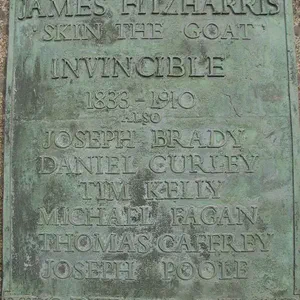 JAMES FITZHARRIS
'SKIN THE GOAT'
INVINCIBLE
1833-1910
ALSO
JOSEPH BRADY
DANIEL CURLEY
TIM KELLY
MICHAEL FAGAN
THOMAS CAFFREY
JOSEPH POOLE